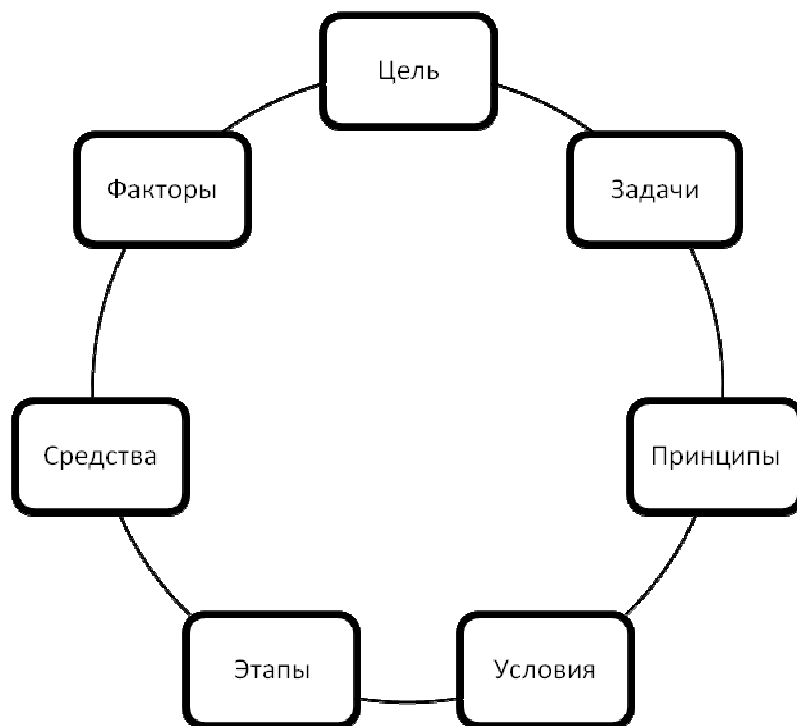 Цель
Задачи
Принципы
Условия
Этапы
Средства
Факторы